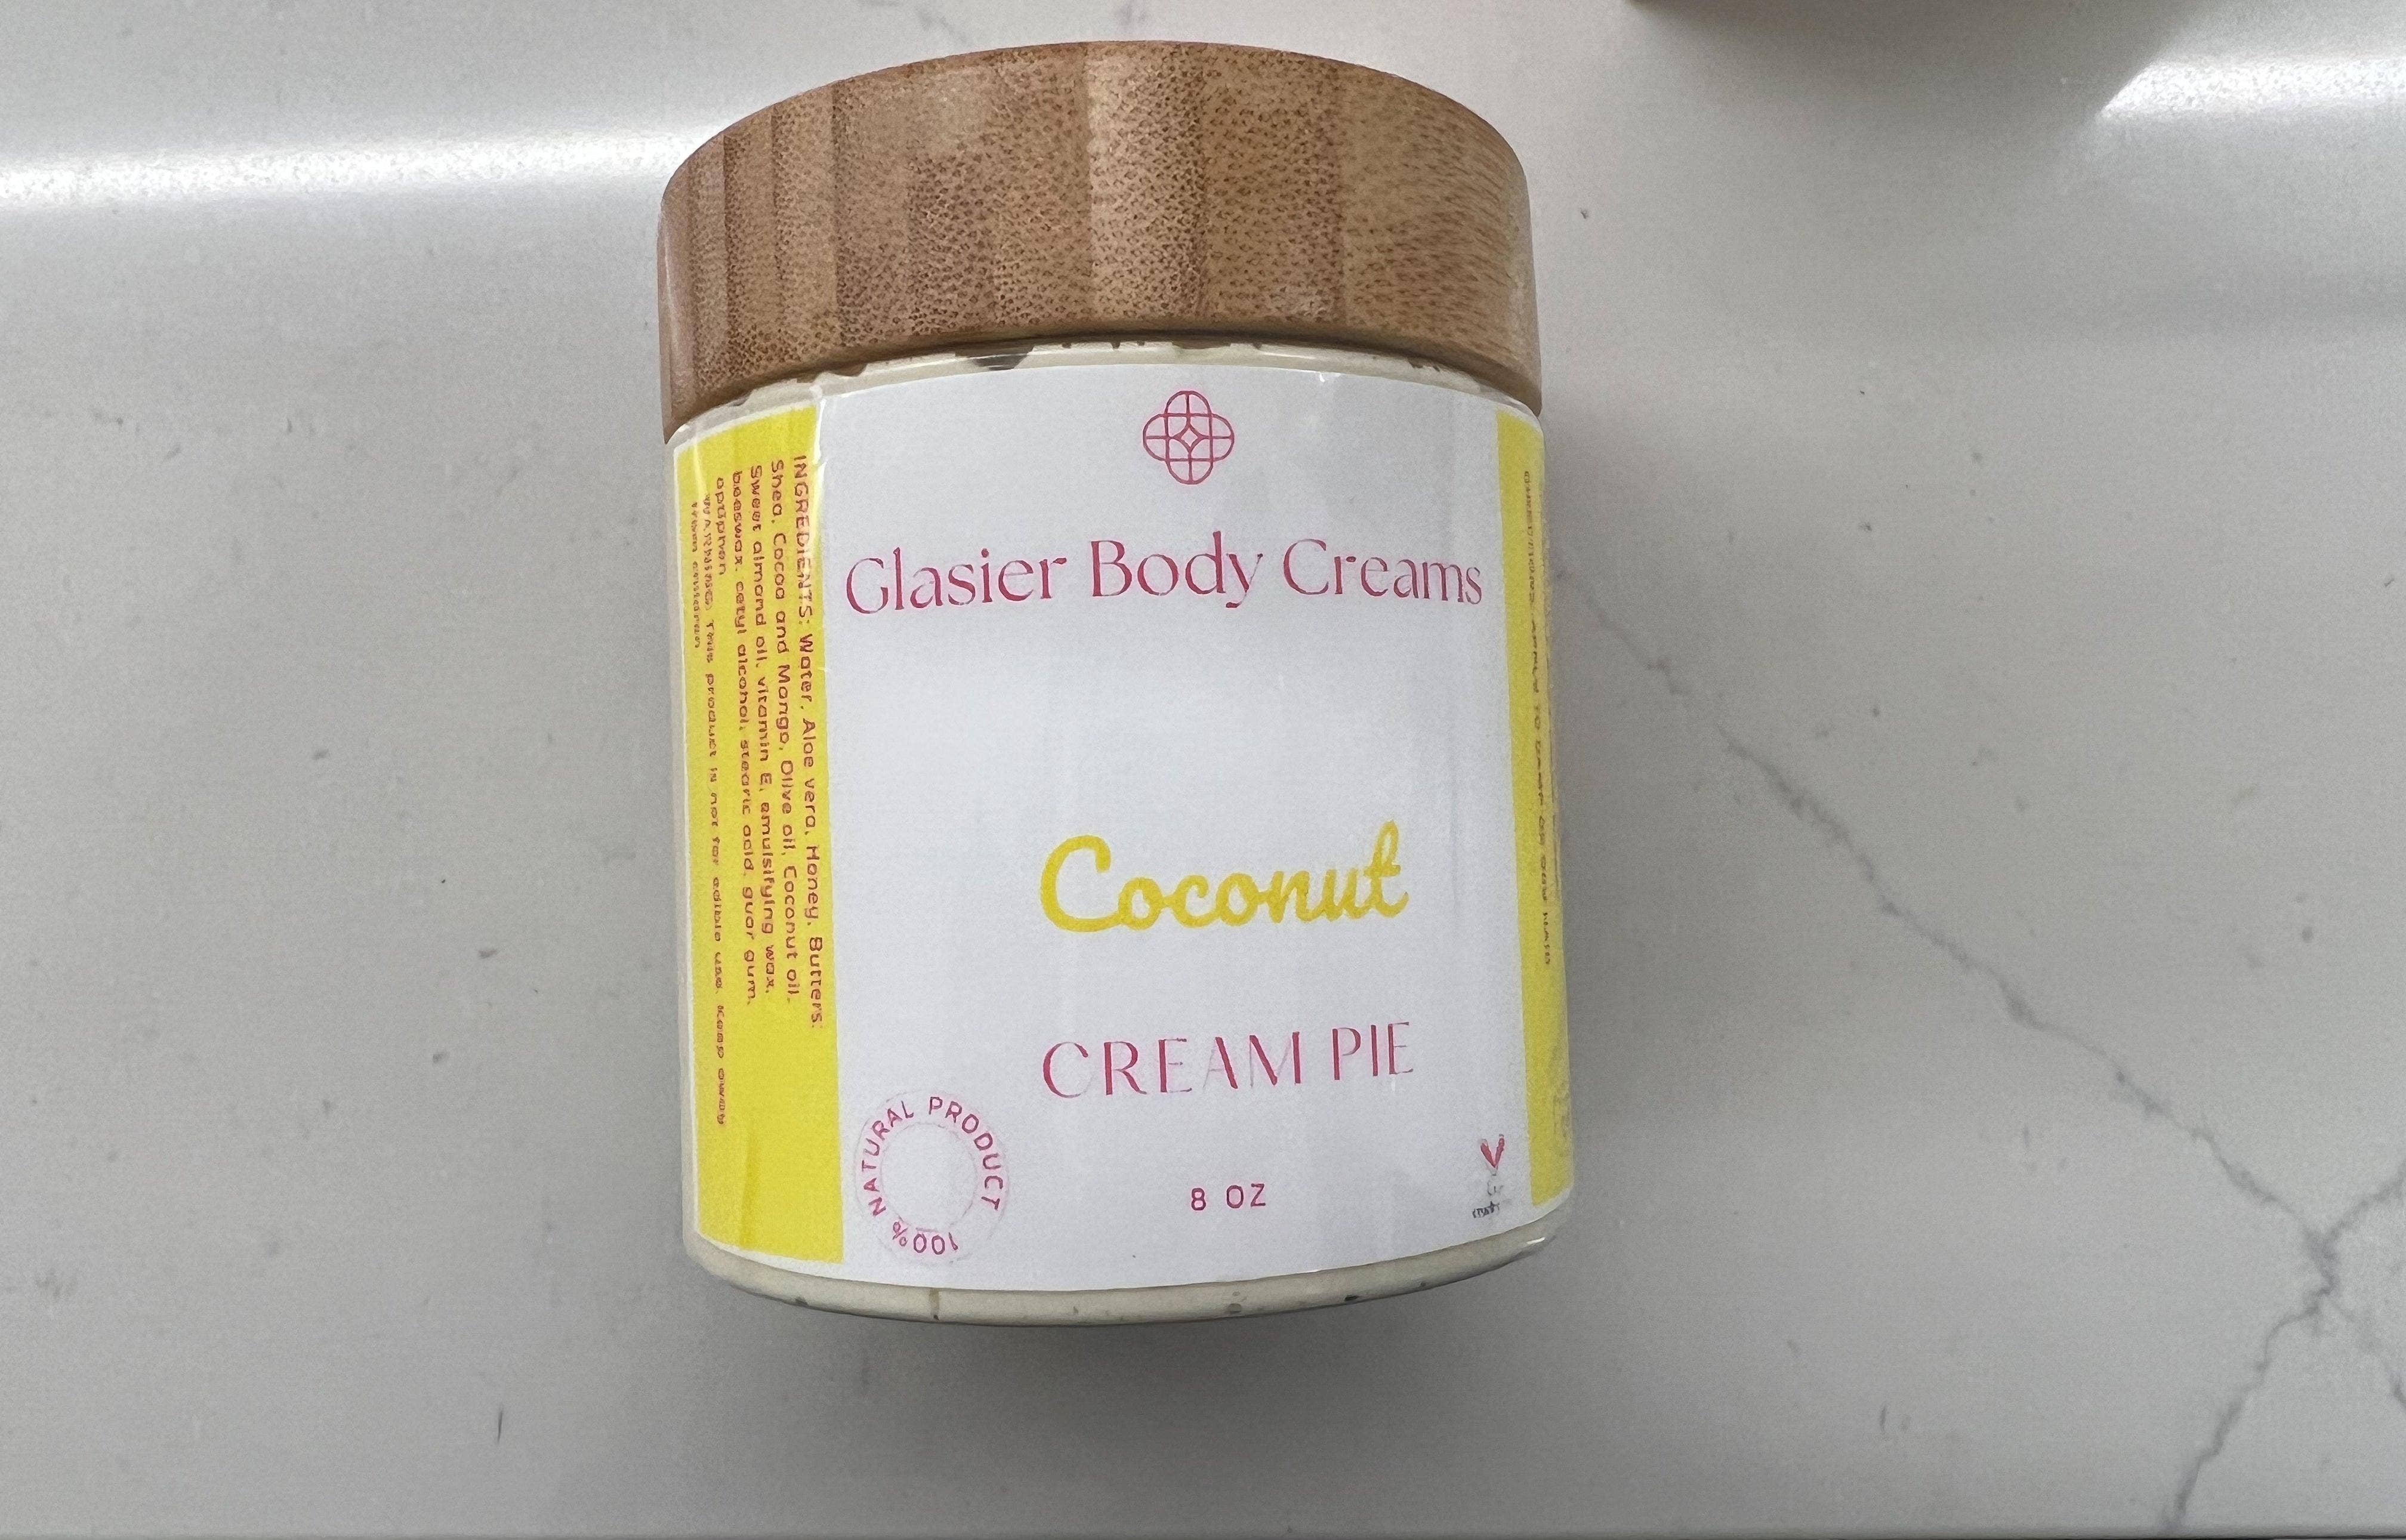 Glasier Body Creams
Coconut
CREAM PIE
100% NATURAL PRODUCT
8 OZ
INGREDIENTS: Water, Aloe vera, Honey, Butters:
Shea, Cocoa and Mango, Olive oil, Coconut oil,
Sweet almond oil, vitamin E, emulsifying wax,
beeswax, cetyl alcohol, stearic acid, guar gum,
optiphen
WARNING: This product is not for edible use. Keep away
from children